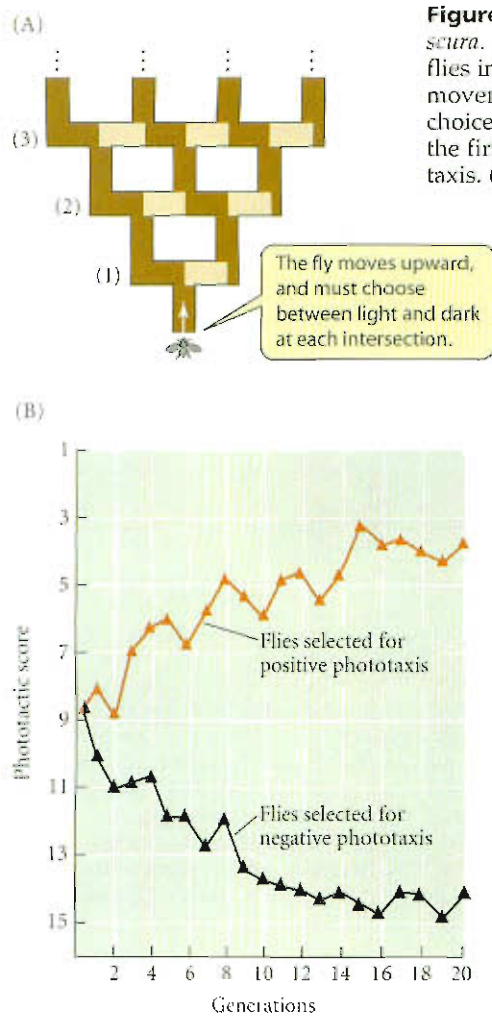 (A)
Figure
scura.
flies in
mover
choice
the fir
taxis. (
(3)
(2)
(1)
The fly moves upward,
and must choose
between light and dark
at each intersection.
(B)
1
3
5
7
9
11
13
15
Phototactic score
Flies selected for
positive phototaxis
Flies selected for
negative phototaxis
2 4 6 8 10 12 14 16 18 20
Generations